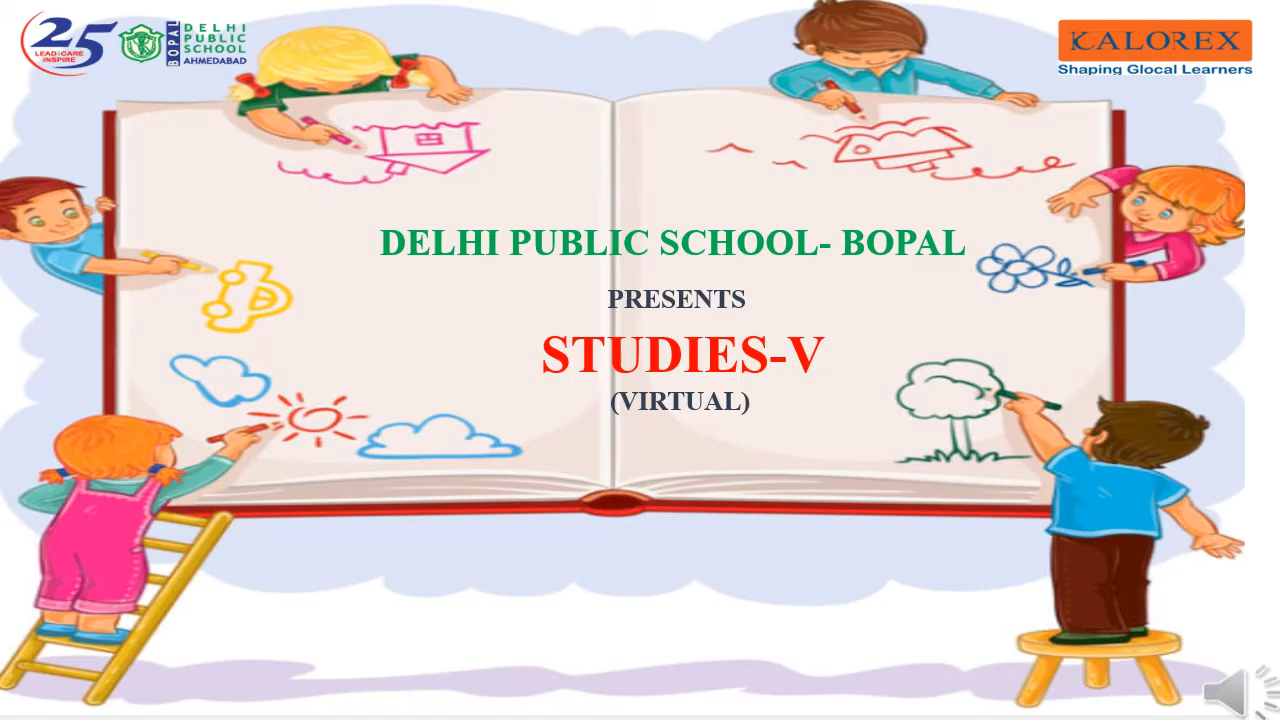 25
LEAD CARE
INSPIRE
BOPAL
DELHI
PUBLIC
SCHOOL
AHMEDABAD
KALOREX
Shaping Glocal Learners
DELHI PUBLIC SCHOOL- BOPAL
PRESENTS
STUDIES-V
(VIRTUAL)